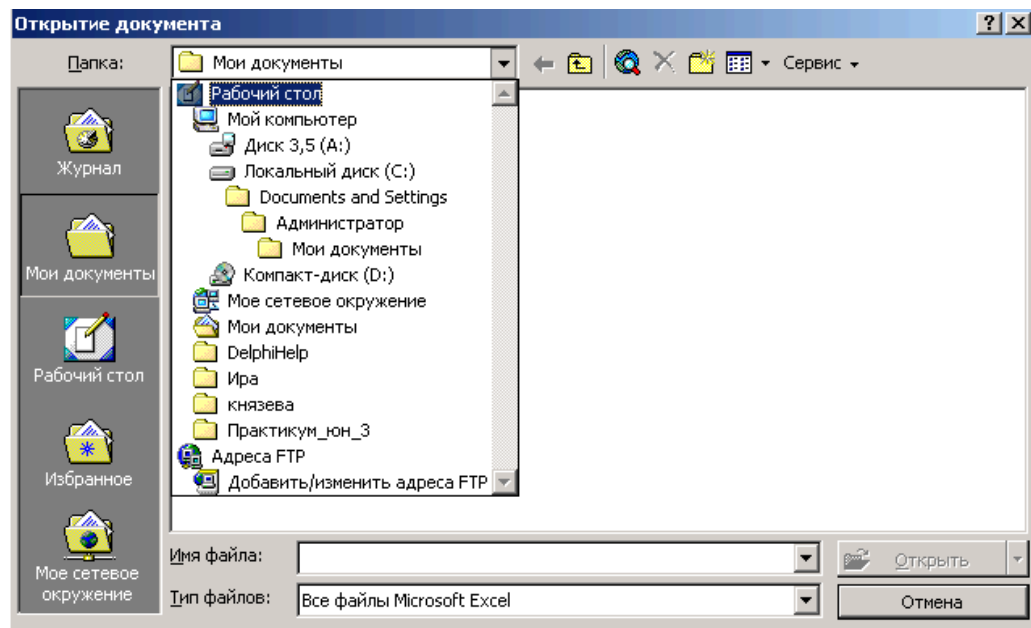 Открытие документа
Папка:
Мои документы
Сервис
Рабочий стол
Мой компьютер
Диск 3,5 (A:)
Локальный диск (C:)
Documents and Settings
Администратор
Мои документы
Компакт-диск (D:)
Мое сетевое окружение
Мои документы
DelphiHelp
Ира
князева
Практикум_юн_3
Адреса FTP
Добавить/изменить адреса FTP
Журнал
Мои документы
Рабочий стол
Избранное
Мое сетевое
окружение
Имя файла:
Открыть
Тип файлов:
Все файлы Microsoft Excel
Отмена